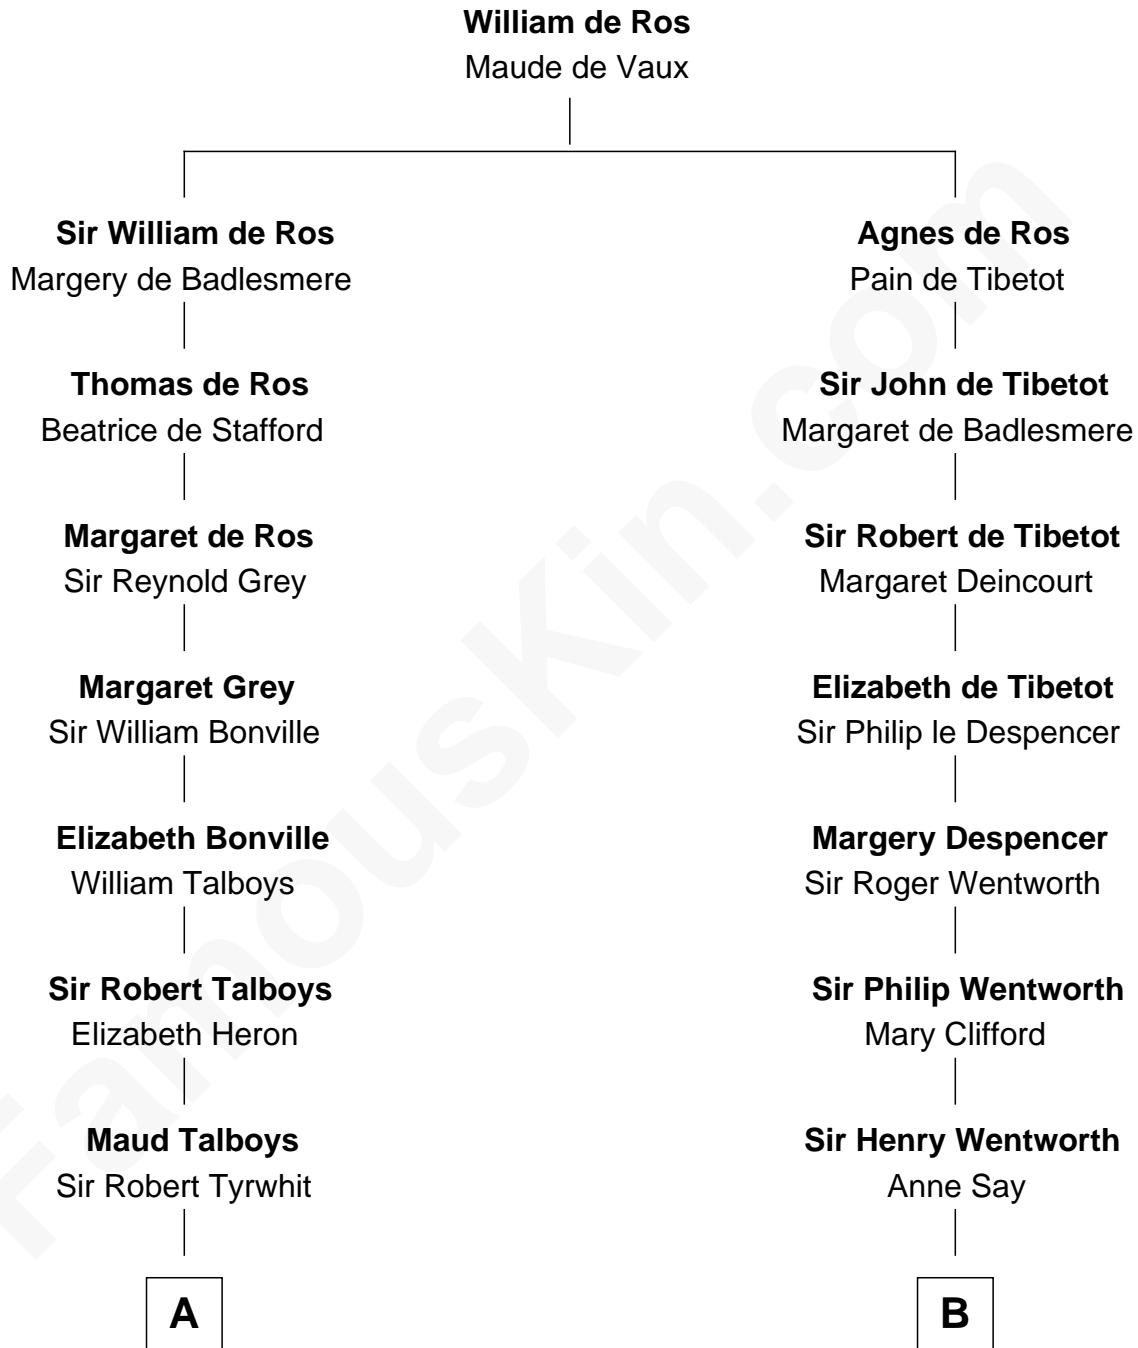 William de Ros
Maude de Vaux
Sir William de Ros
Margery de Badlesmere
Agnes de Ros
Pain de Tibetot
Thomas de Ros
Beatrice de Stafford
Sir John de Tibetot
Margaret de Badlesmere
Margaret de Ros
Sir Reynold Grey
Sir Robert de Tibetot
Margaret Deincourt
Margaret Grey
Sir William Bonville
Elizabeth de Tibetot
Sir Philip le Despencer
Elizabeth Bonville
William Talboys
Margery Despencer
Sir Roger Wentworth
Sir Robert Talboys
Elizabeth Heron
Sir Philip Wentworth
Mary Clifford
Maud Talboys
Sir Robert Tyrwhit
Sir Henry Wentworth
Anne Say
A
B
FamousKin.com